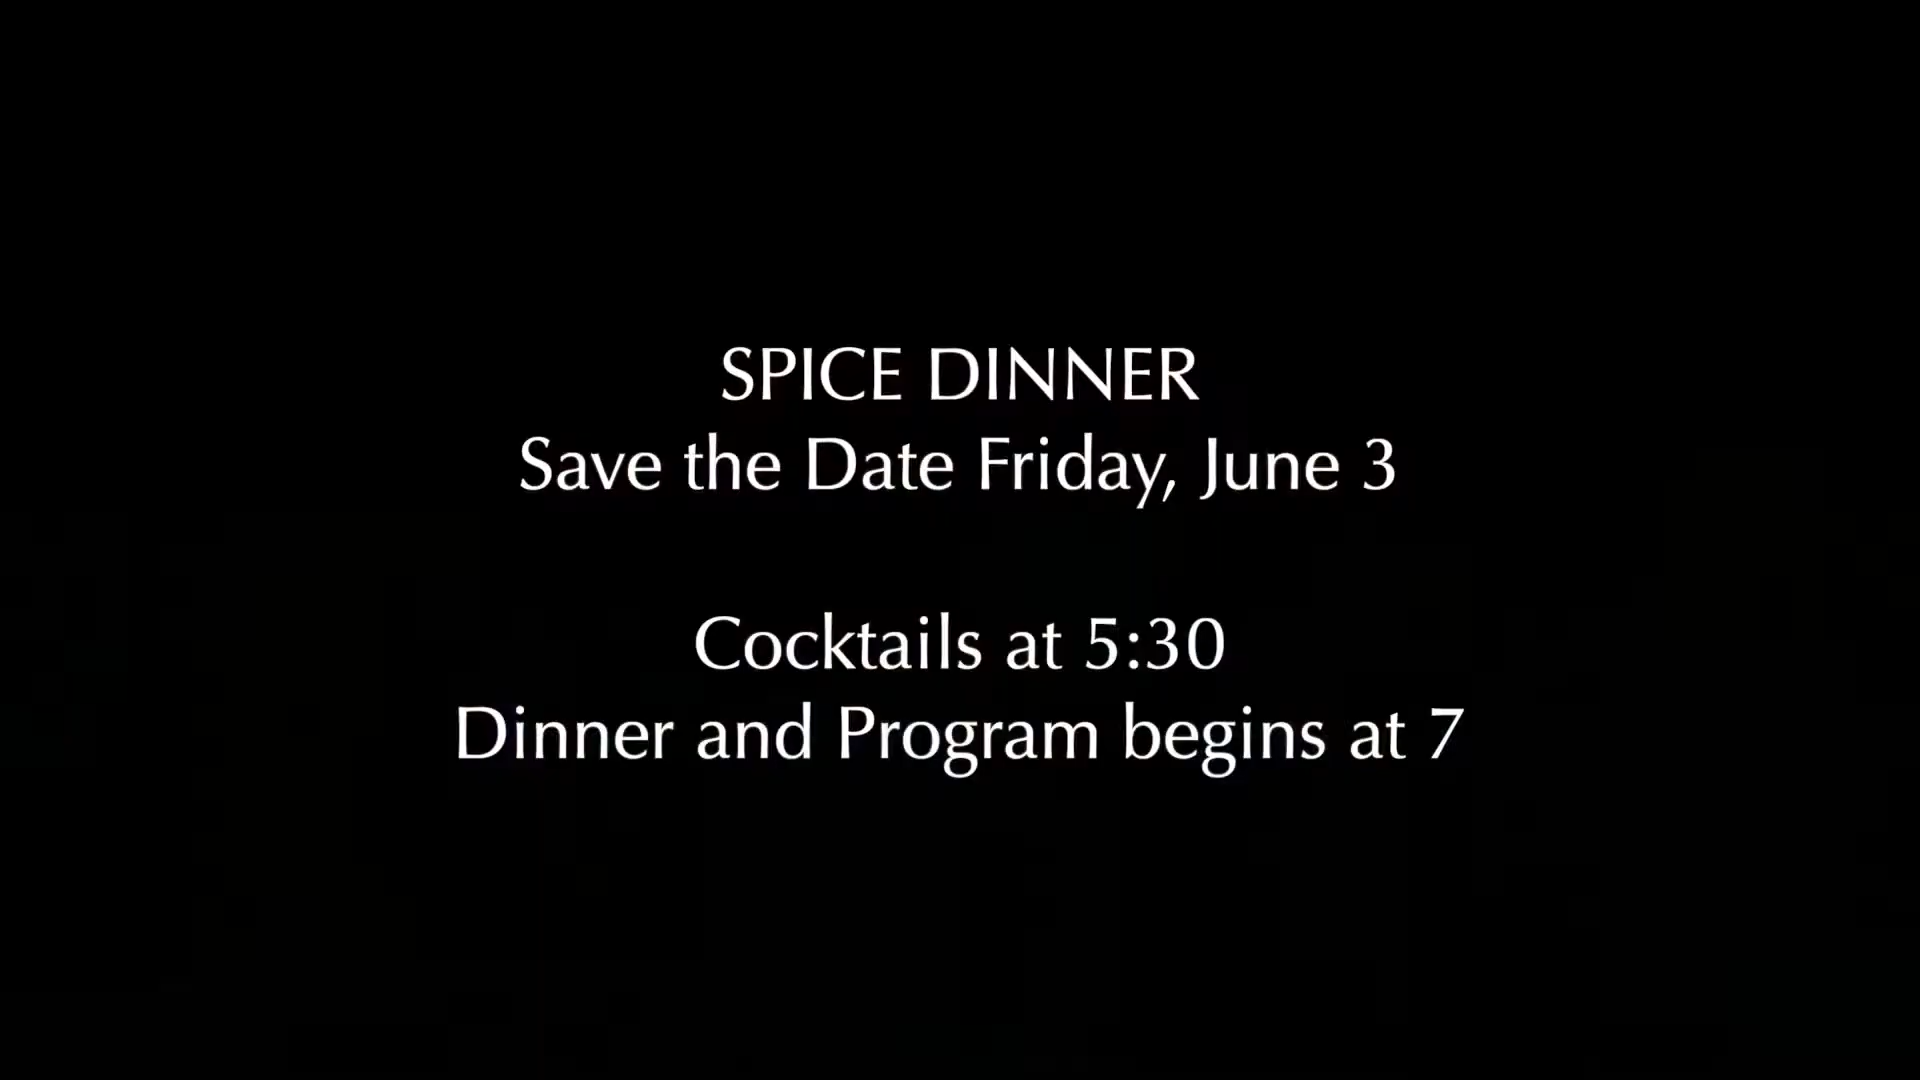 SPICE DINNER
Save the Date Friday, June 3
Cocktails at 5:30
Dinner and Program begins at 7